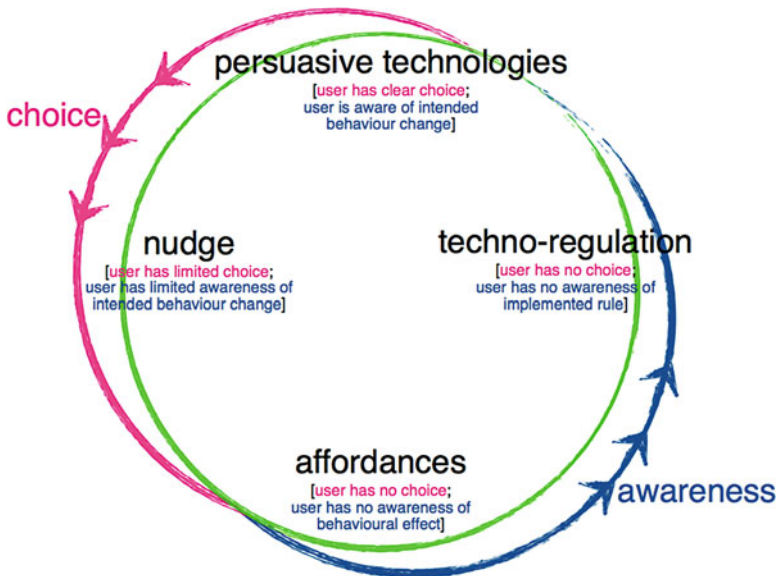 persuasive technologies
[user has clear choice;
user is aware of intended
behaviour change]
choice
nudge
[user has limited choice;
user has limited awareness of
intended behaviour change]
techno-regulation
[user has no choice;
user has no awareness of
implemented rule]
affordances
[user has no choice;
user has no awareness of
behavioural effect]
awareness